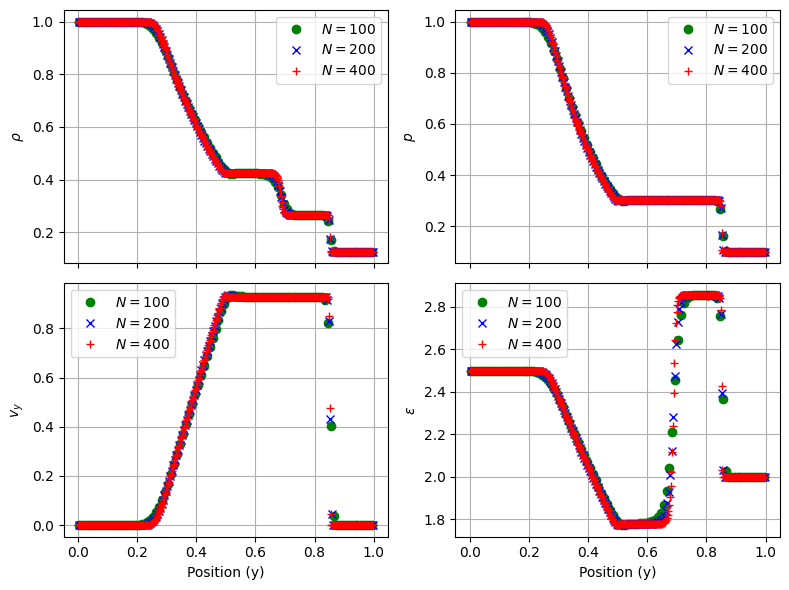 1.0
0.8
0.6
0.4
0.2
ρ
N = 100
N = 200
N = 400
1.0
0.8
0.6
0.4
0.2
p
N = 100
N = 200
N = 400
0.8
0.6
0.4
0.2
0.0
v_y
N = 100
N = 200
N = 400
0.0 0.2 0.4 0.6 0.8 1.0
Position (y)
2.8
2.6
2.4
2.2
2.0
1.8
ε
N = 100
N = 200
N = 400
0.0 0.2 0.4 0.6 0.8 1.0
Position (y)